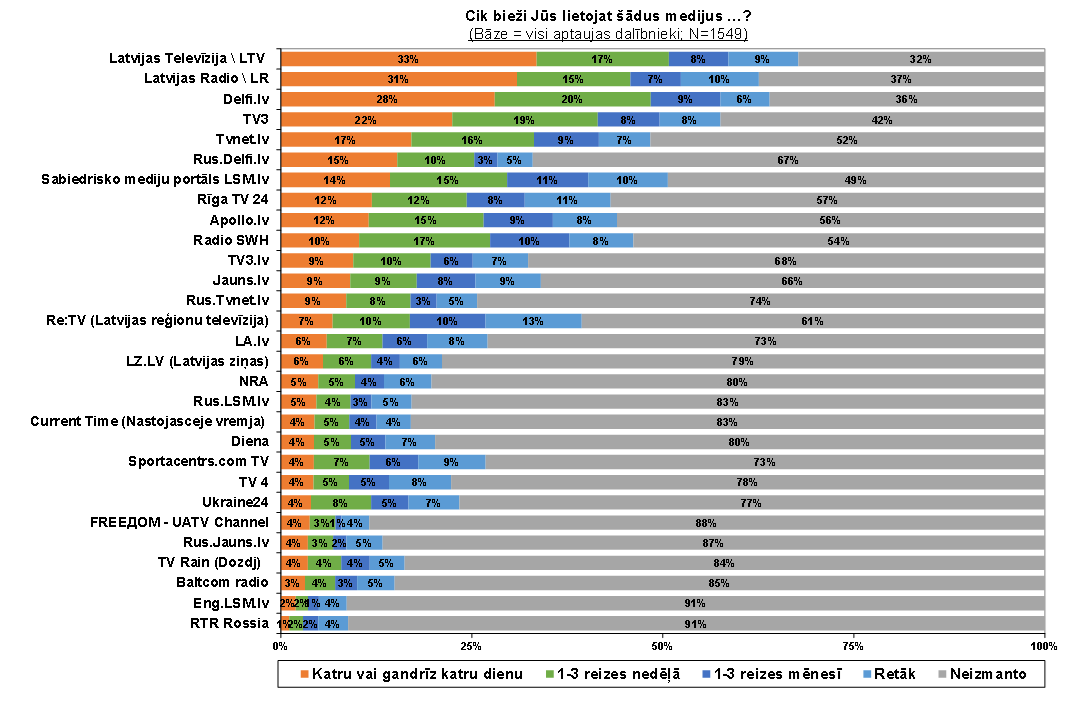 Cik bieži Jūs lietojat šādus medijus ...?
(Bāze = visi aptaujas dalībnieki; N=1549)
Latvijas Televīzija \ LTV 33% 17% 8% 9% 32%
Latvijas Radio \ LR 31% 15% 7% 10% 37%
Delfi.lv 28% 20% 9% 6% 36%
TV3 22% 19% 8% 8% 42%
Tvnet.lv 17% 16% 9% 7% 52%
Rus.Delfi.lv 15% 10% 3% 5% 67%
Sabiedrisko mediju portāls LSM.lv 14% 15% 11% 10% 49%
Rīga TV 24 12% 12% 8% 11% 57%
Apollo.lv 12% 15% 9% 8% 56%
Radio SWH 10% 17% 10% 8% 54%
TV3.lv 9% 10% 6% 7% 68%
Jauns.lv 9% 9% 8% 9% 66%
Rus.Tvnet.lv 9% 8% 3% 5% 74%
Re:TV (Latvijas reģionu televīzija) 7% 10% 10% 13% 61%
LA.lv 6% 7% 6% 8% 73%
LZ.LV (Latvijas ziņas) 6% 6% 4% 6% 79%
NRA 5% 5% 4% 6% 80%
Rus.LSM.lv 5% 4% 3% 5% 83%
Current Time (Nastojasceje vremja) 4% 5% 4% 4% 83%
Diena 4% 5% 5% 7% 80%
Sportacentrs.com TV 4% 7% 6% 9% 73%
TV 4 4% 5% 5% 8% 78%
Ukraine24 4% 8% 5% 7% 77%
FREEДОМ - UATV Channel 4% 3% 1% 4% 88%
Rus.Jauns.lv 4% 3% 2% 5% 87%
TV Rain (Dozdj) 4% 4% 4% 5% 84%
Baltcom radio 3% 4% 3% 5% 85%
Eng.LSM.lv 2% 2% 1% 4% 91%
RTR Rossia 1% 2% 2% 4% 91%
0% 25% 50% 75% 100%
Katru vai gandrīz katru dienu 1-3 reizes nedēļā 1-3 reizes mēnesī Retāk Neizmanto